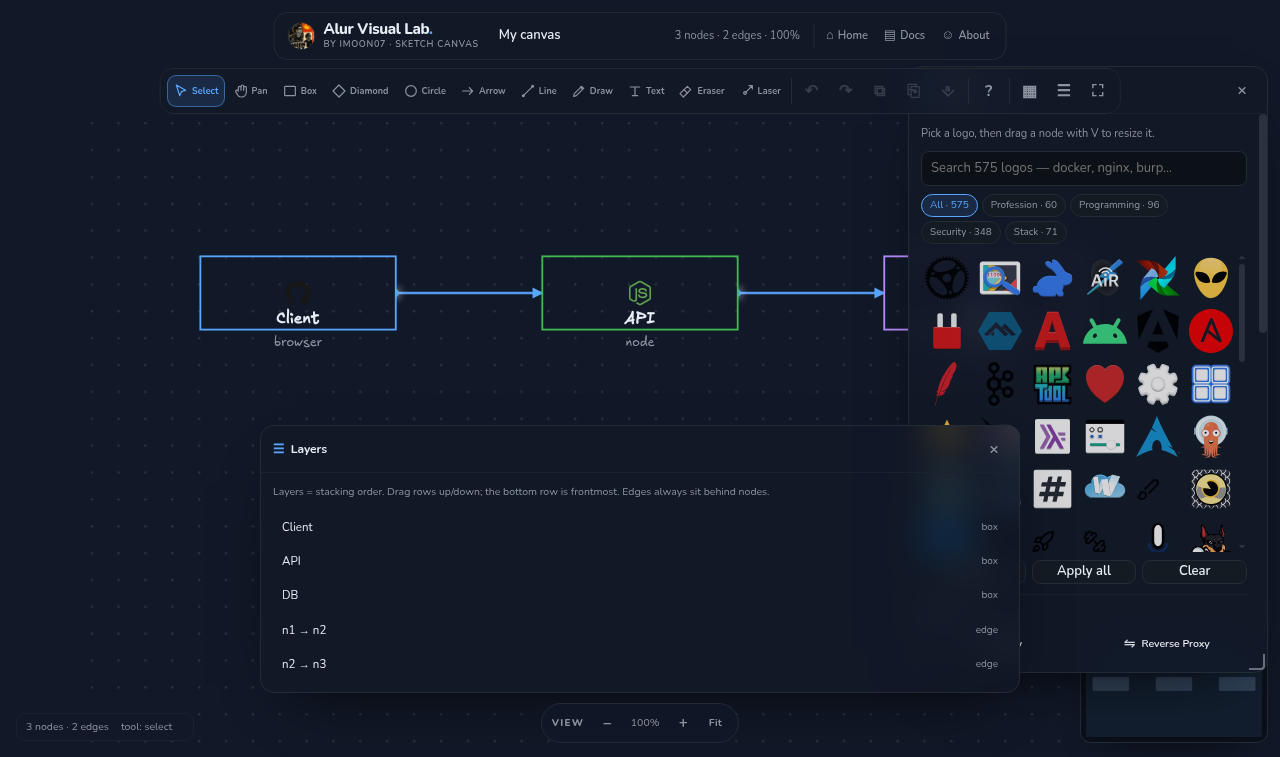 Alur Visual Lab.
BY IMOON07 · SKETCH CANVAS
My canvas
3 nodes · 2 edges · 100%
Home
Docs
About
Select
Pan
Box
Diamond
Circle
Arrow
Line
Draw
Text
Eraser
Laser
?
Pick a logo, then drag a node with V to resize it.
Search 575 logos — docker, nginx, burp...
All · 575
Profession · 60
Programming · 96
Security · 348
Stack · 71
AIR
APK
TOOL
Client
browser
JS
API
node
Layers
Layers = stacking order. Drag rows up/down; the bottom row is frontmost. Edges always sit behind nodes.
Client
box
API
box
DB
box
n1 → n2
edge
n2 → n3
edge
Apply all
Clear
Reverse Proxy
3 nodes · 2 edges
tool: select
VIEW
−
100%
+
Fit